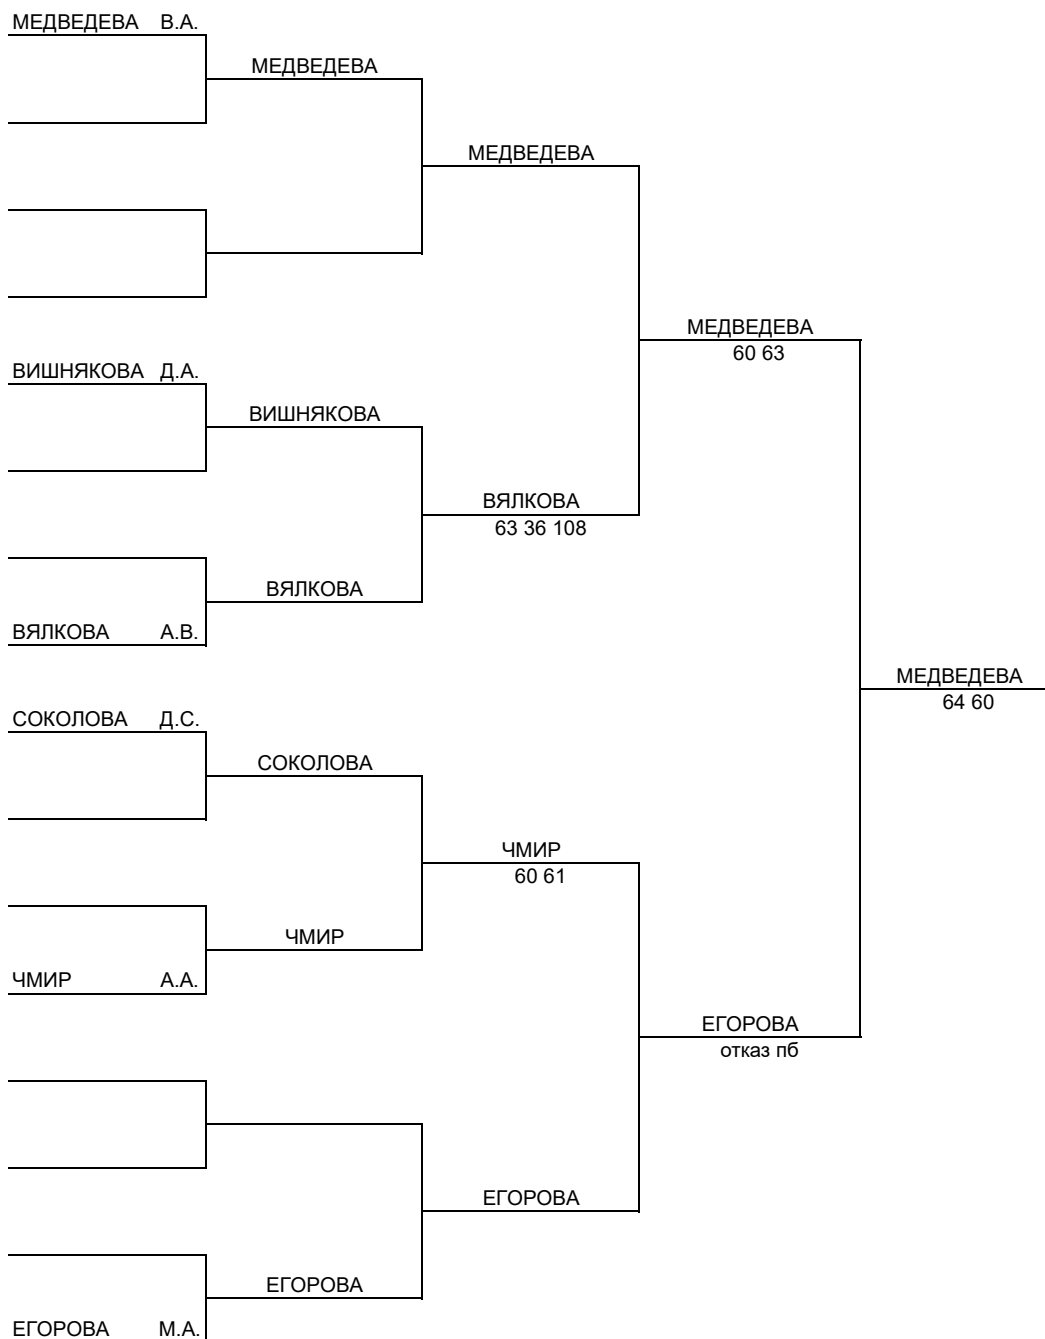 МЕДВЕДЕВА В.А.
МЕДВЕДЕВА
МЕДВЕДЕВА
МЕДВЕДЕВА
60 63
ВИШНЯКОВА Д.А.
ВИШНЯКОВА
ВЯЛКОВА
63 36 108
ВЯЛКОВА
ВЯЛКОВА А.В.
МЕДВЕДЕВА
64 60
СОКОЛОВА Д.С.
СОКОЛОВА
ЧМИР
60 61
ЧМИР
ЧМИР А.А.
ЕГОРОВА
отказ пб
ЕГОРОВА
ЕГОРОВА
ЕГОРОВА М.А.